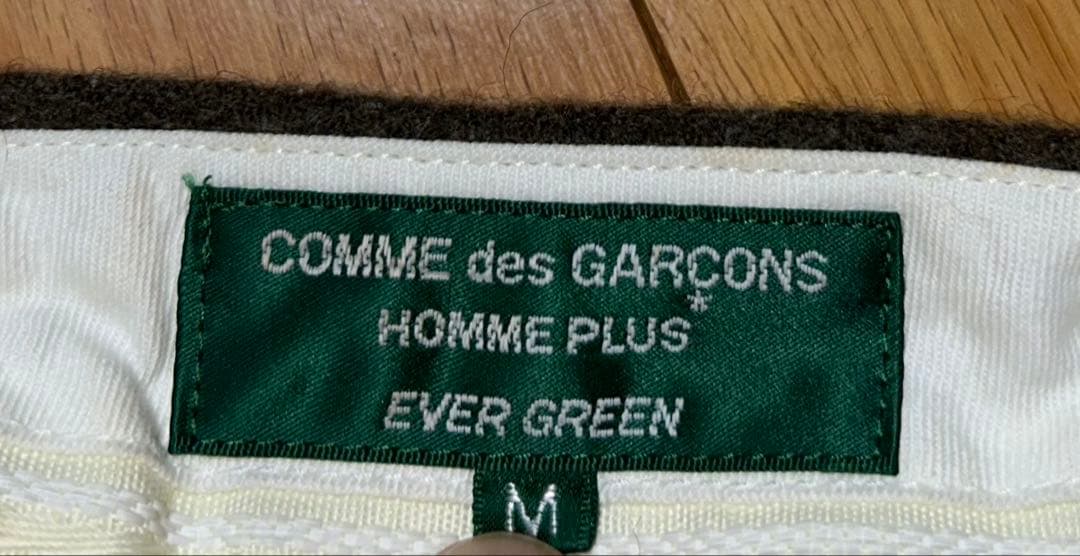 COMME des GARÇONS
HOMME PLUS*
EVER GREEN
M